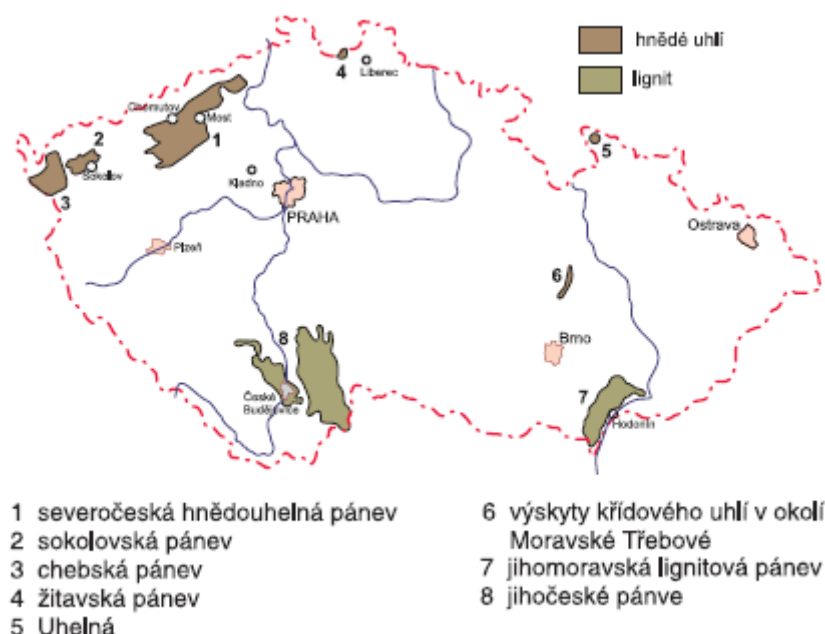 hnědé uhlí
lignit
4
Liberec
Chomutov
Most
1
2
Sokolov
3
Kladno
PRAHA
Plzeň
5
Ostrava
6
Brno
8
České
Budějovice
7
Hodonín
1 severočeská hnědouhelná pánev
2 sokolovská pánev
3 chebská pánev
4 žitavská pánev
5 Uhelná
6 výskyty křídového uhlí v okolí
Moravské Třebové
7 jihomoravská lignitová pánev
8 jihočeské pánve